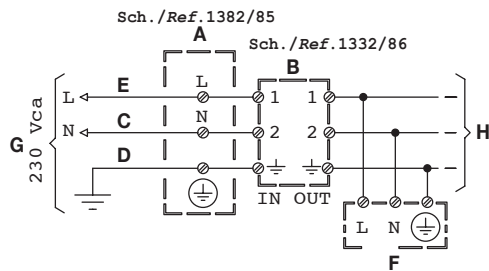 Sch./Ref.1382/85
A
Sch./Ref.1332/86
B
L
E
L
1 1
N
N
C
2 2
G
230 Vca
D
H
IN OUT
L N
F